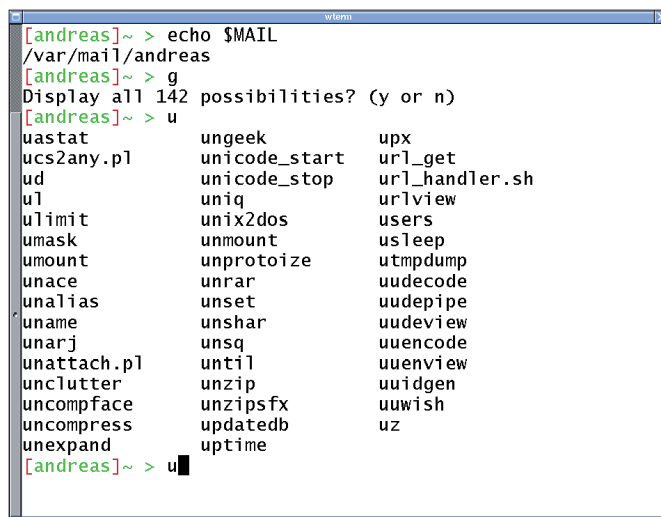 wterm
[andreas]~ > echo $MAIL
/var/mail/andreas
[andreas]~ > g
Display all 142 possibilities? (y or n)
[andreas]~ > u
uastat ungeek upx
ucs2any.pl unicode_start url_get
ud unicode_stop url_handler.sh
ul uniq urlview
ulimit unix2dos users
umask unmount usleep
umount unprotoize utmpdump
unace unrar uudecode
unalias unset uudepipe
uname unshar uudeview
unarj unsq uuencode
unattach.pl until uuenview
unclutter unzip uuidgen
uncompface unzipsfx uuwish
uncompress updatedb uz
unexpand uptime
[andreas]~ > u